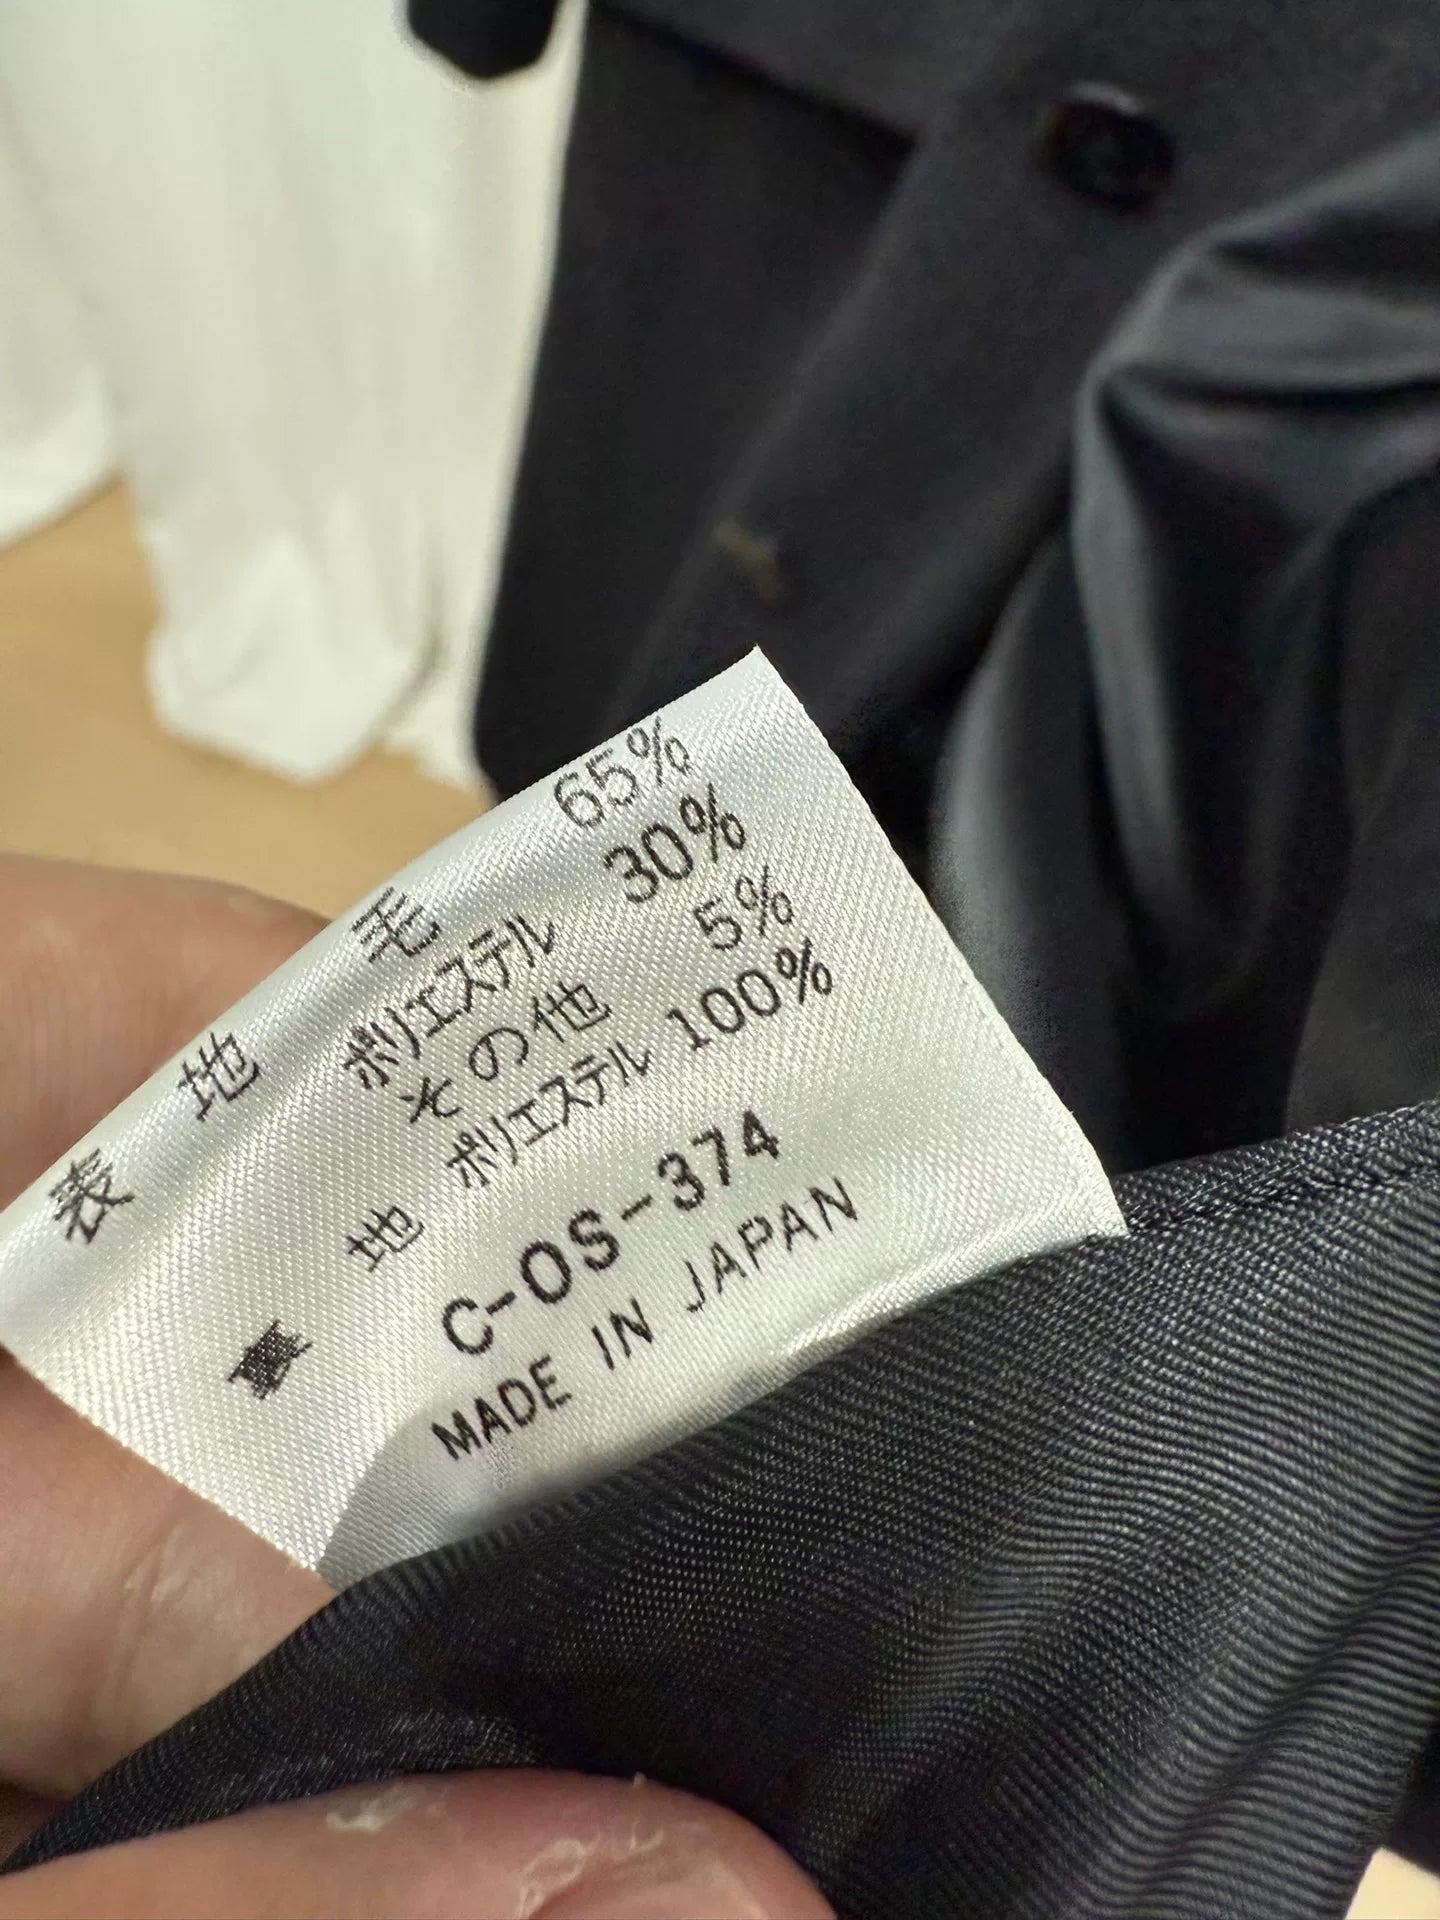 表 地 毛 65%
ポリエステル 30%
その他 5%
裏 地 ポリエステル 100%
C-OS-374
MADE IN JAPAN